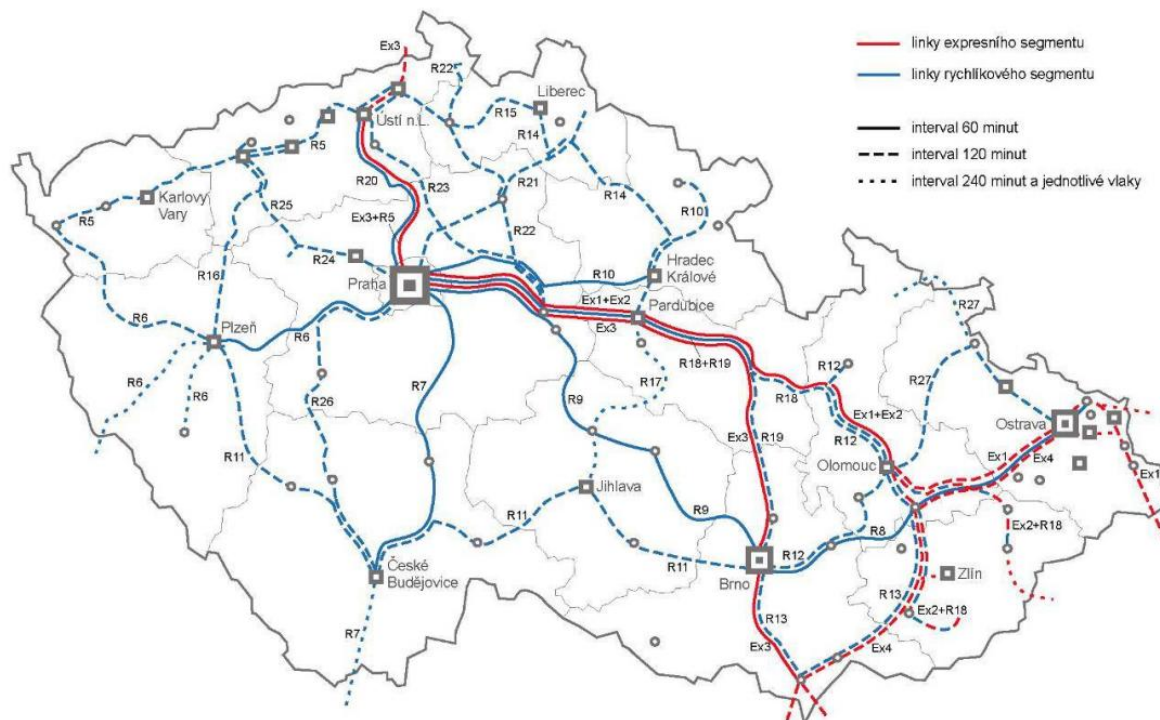 linky expresního segmentu
linky rychlíkového segmentu
interval 60 minut
interval 120 minut
interval 240 minut a jednotlivé vlaky
Ex3
R22
Liberec
R15
Ústí n.L.
R14
R5
R20
R23
R21
R14
Karlovy
Vary
R25
R10
R5
Ex3+R5
R22
R24
Hradec
Králové
R16
Praha
R10
Ex1+Ex2
Pardubice
R27
R6
Plzeň
R6
Ex3
R18+R19
R12
R27
R6
R6
R7
R17
R18
Ex1+Ex2
R26
R9
R12
Ostrava
Ex3
R19
Ex1
Ex4
R11
Olomouc
Ex1
Jihlava
R11
R9
Ex2+R18
R8
R11
R12
České
Budějovice
Brno
Zlín
R13
R13
Ex2+R18
R7
Ex3
Ex4